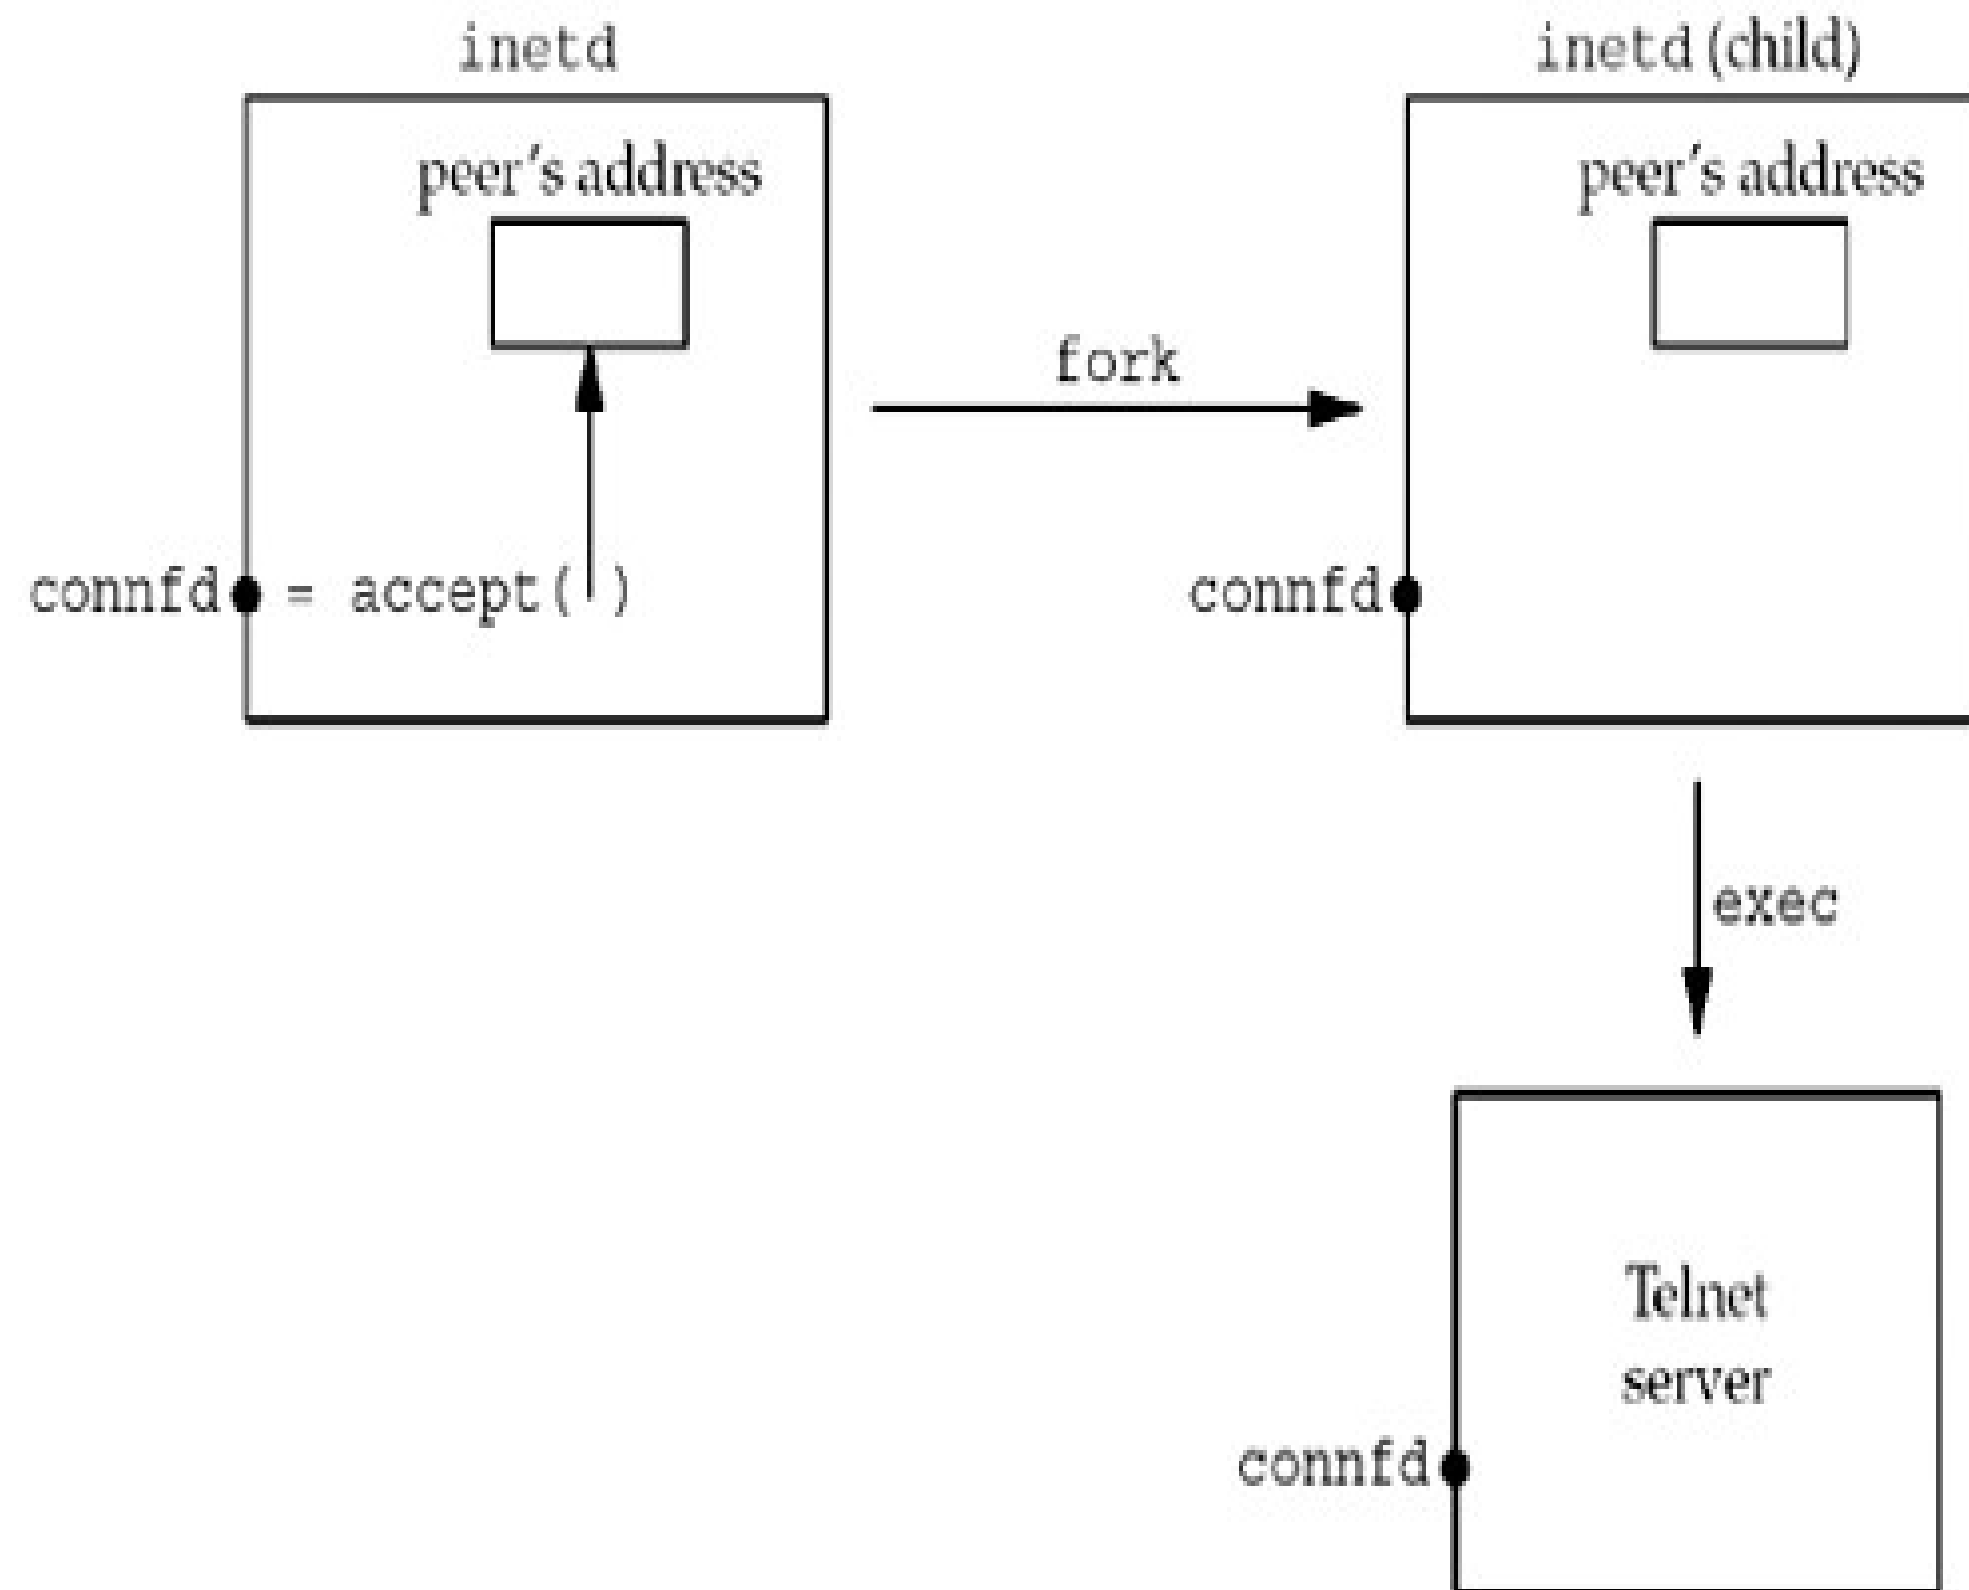 inetd
inetd (child)
peer's address
peer's address
fork
connfd = accept( )
connfd
exec
Telnet
server
connfd